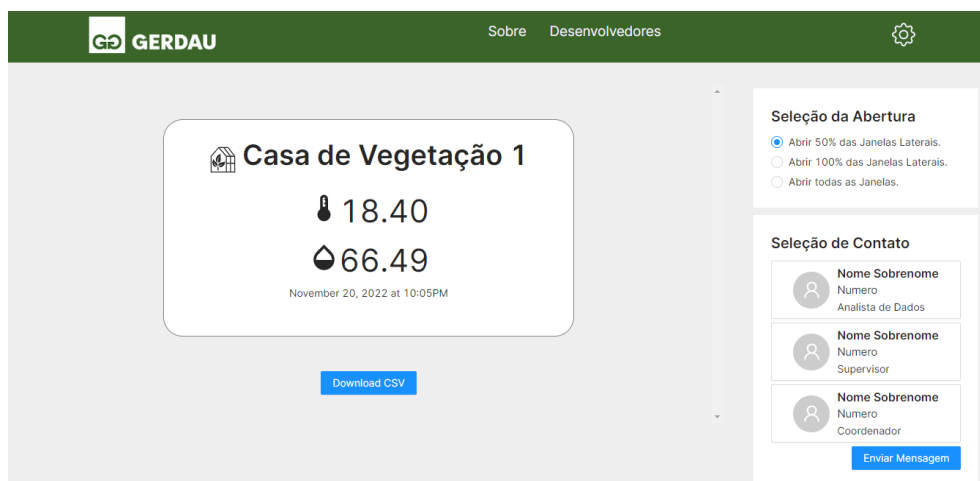 GERDAU
Sobre Desenvolvedores
Casa de Vegetação 1
18.40
66.49
November 20, 2022 at 10:05PM
Download CSV
Seleção da Abertura
Abrir 50% das Janelas Laterais.
Abrir 100% das Janelas Laterais.
Abrir todas as Janelas.
Seleção de Contato
Nome Sobrenome
Numero
Analista de Dados
Nome Sobrenome
Numero
Supervisor
Nome Sobrenome
Numero
Coordenador
Enviar Mensagem